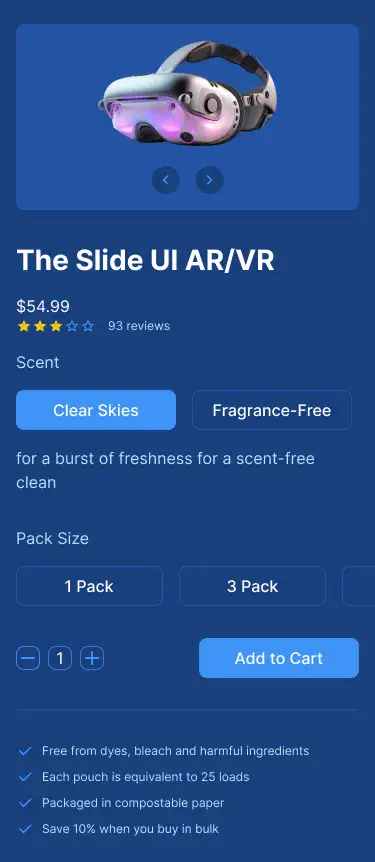 The Slide UI AR/VR
$54.99
93 reviews
Scent
Clear Skies
Fragrance-Free
for a burst of freshness for a scent-free
clean
Pack Size
1 Pack
3 Pack
1
Add to Cart
Free from dyes, bleach and harmful ingredients
Each pouch is equivalent to 25 loads
Packaged in compostable paper
Save 10% when you buy in bulk